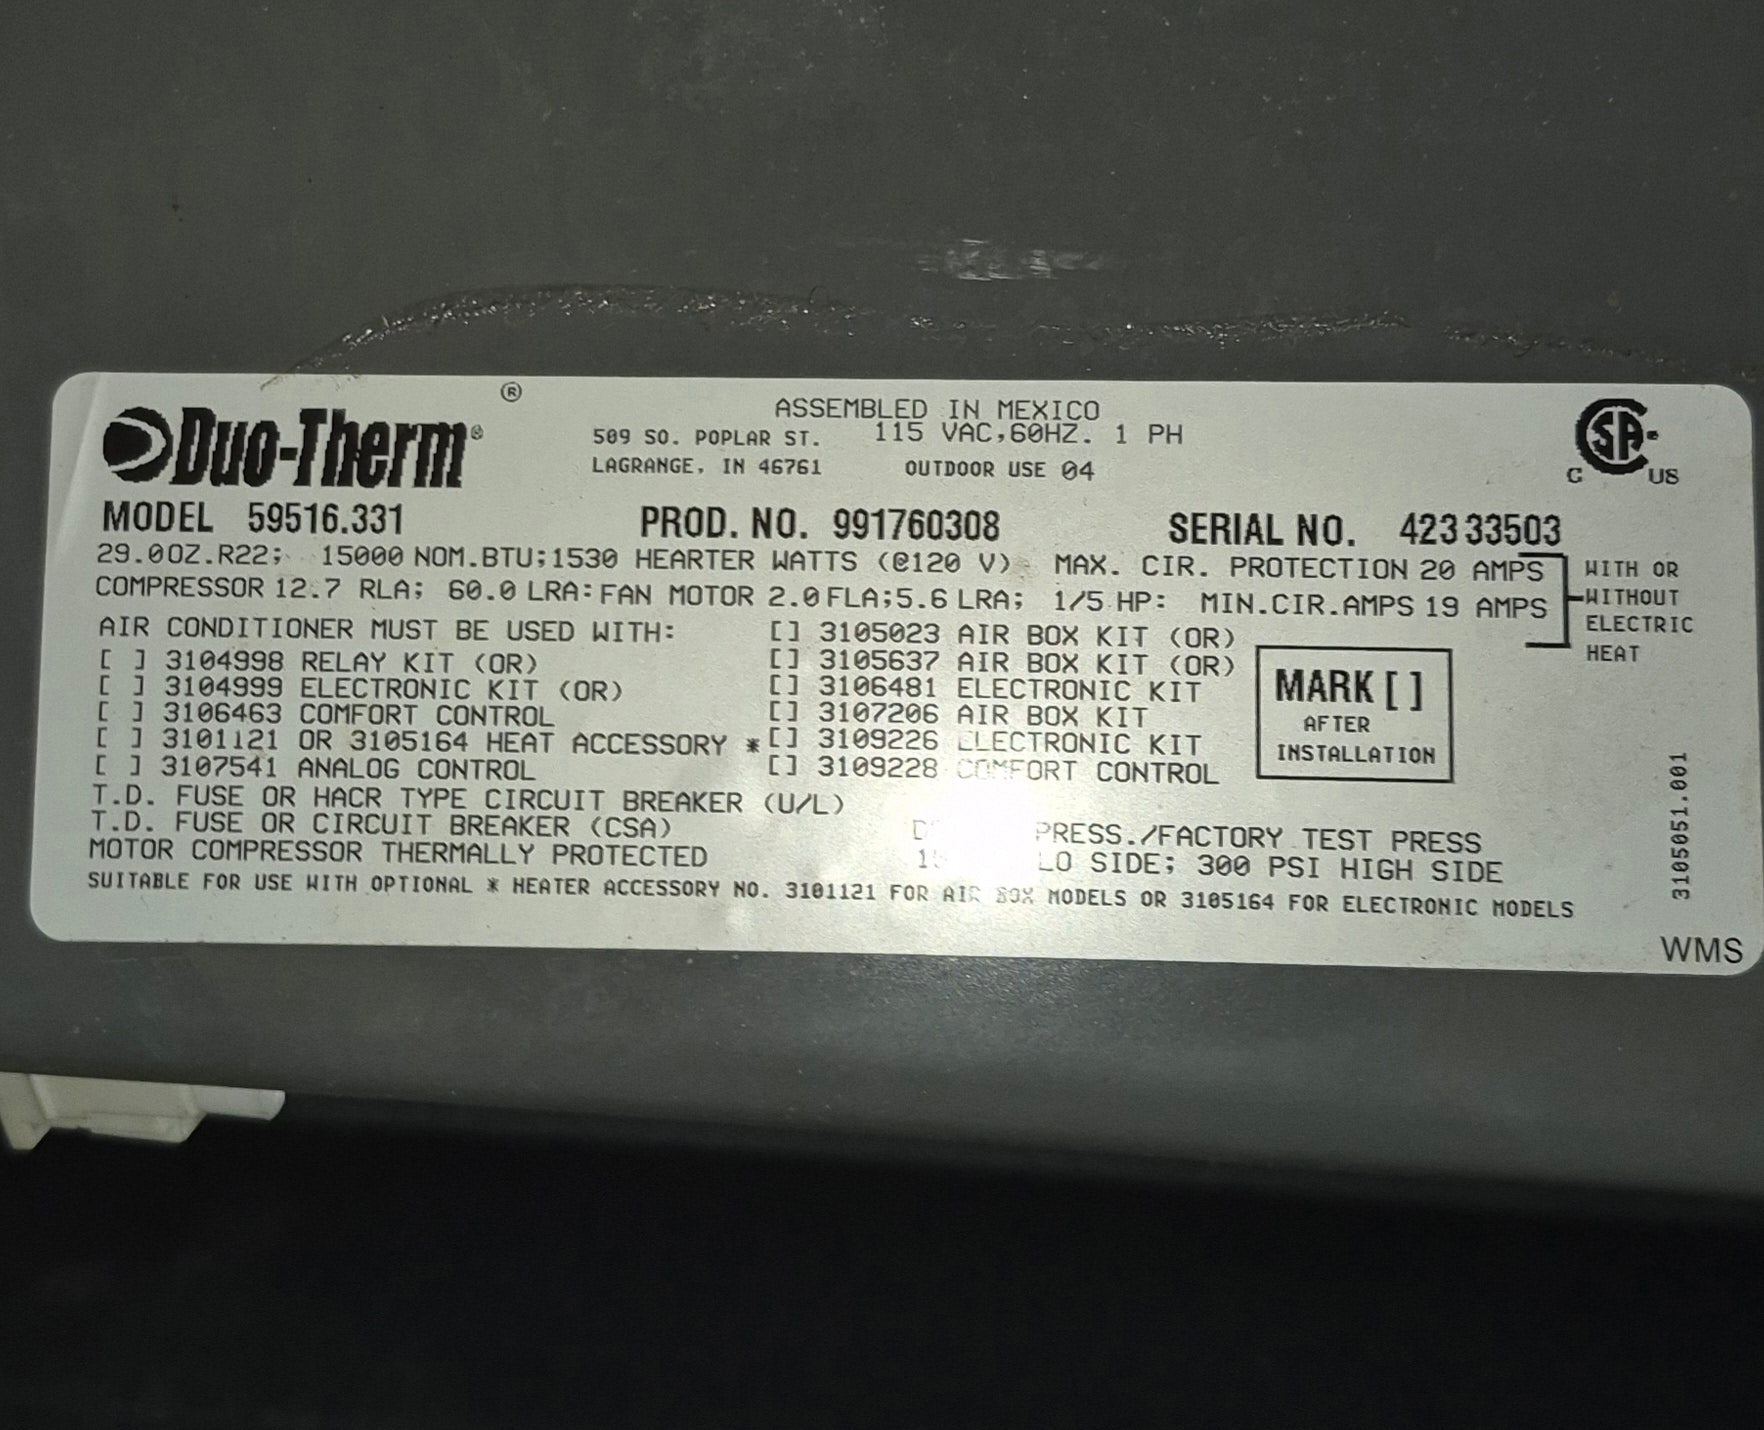 ®
Duo-Therm®
ASSEMBLED IN MEXICO
509 SO. POPLAR ST. 115 VAC,60HZ. 1 PH
LAGRANGE, IN 46761 OUTDOOR USE 04
C US
MODEL 59516.331 PROD. NO. 991760308 SERIAL NO. 42333503
29.0OZ.R22; 15000 NOM.BTU;1530 HEARTER WATTS (@120 V) MAX. CIR. PROTECTION 20 AMPS
COMPRESSOR 12.7 RLA; 60.0 LRA: FAN MOTOR 2.0 FLA;5.6 LRA; 1/5 HP: MIN.CIR.AMPS 19 AMPS
WITH OR
WITHOUT
ELECTRIC
HEAT
AIR CONDITIONER MUST BE USED WITH:
[ ] 3104998 RELAY KIT (OR)
[ ] 3104999 ELECTRONIC KIT (OR)
[ ] 3106463 COMFORT CONTROL
[ ] 3101121 OR 3105164 HEAT ACCESSORY *
[ ] 3107541 ANALOG CONTROL
[] 3105023 AIR BOX KIT (OR)
[] 3105637 AIR BOX KIT (OR)
[] 3106481 ELECTRONIC KIT
[] 3107206 AIR BOX KIT
[] 3109226 ELECTRONIC KIT
[] 3109228 COMFORT CONTROL
MARK [ ]
AFTER
INSTALLATION
T.D. FUSE OR HACR TYPE CIRCUIT BREAKER (U/L)
T.D. FUSE OR CIRCUIT BREAKER (CSA)
MOTOR COMPRESSOR THERMALLY PROTECTED
PRESS./FACTORY TEST PRESS
LO SIDE; 300 PSI HIGH SIDE
SUITABLE FOR USE WITH OPTIONAL * HEATER ACCESSORY NO. 3101121 FOR AIR BOX MODELS OR 3105164 FOR ELECTRONIC MODELS
3105051.001
WMS